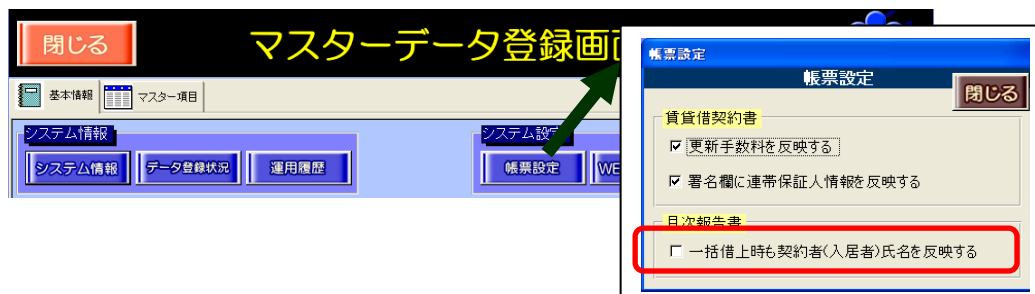 閉じる
マスターデータ登録画
基本情報
マスター項目
システム情報
システム情報
データ登録状況
運用履歴
システム設
帳票設定
WE
帳票設定
帳票設定
閉じる
賃貸借契約書
更新手数料を反映する
署名欄に連帯保証人情報を反映する
月次報告書
一括借上時も契約者(入居者)氏名を反映する